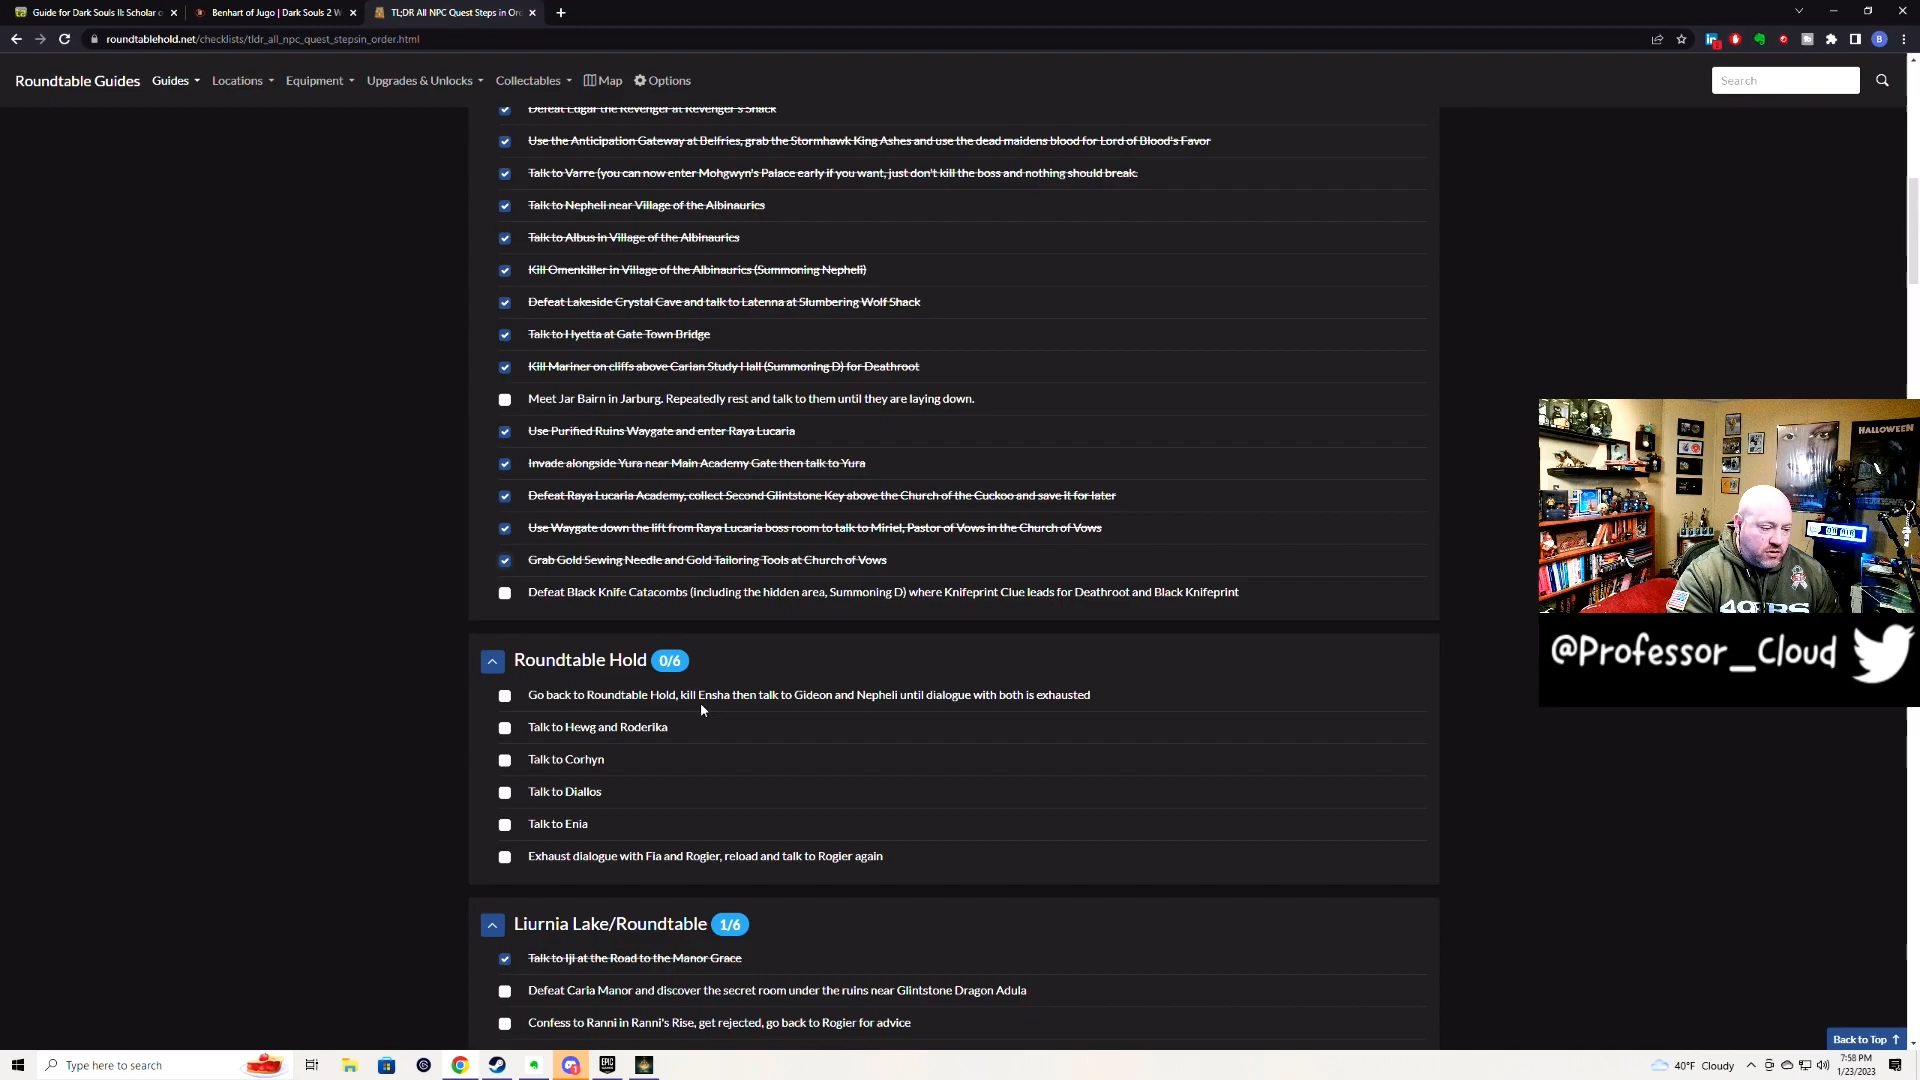 Guide for Dark Souls II: Scholar o
Benhart of Jugo | Dark Souls 2 W
TL;DR All NPC Quest Steps in Or
roundtablehold.net/checklists/tldr_all_npc_quest_stepsin_order.html
Roundtable Guides Guides Locations Equipment Upgrades & Unlocks Collectables Map Options Search
Defeat Edgar the Revenger at Revenger's Shack
Use the Anticipation Gateway at Belfries, grab the Stormhawk King Ashes and use the dead maidens blood for Lord of Blood's Favor
Talk to Varre (you can now enter Mohgwyn's Palace early if you want, just don't kill the boss and nothing should break.
Talk to Nepheli near Village of the Albinaurics
Talk to Albus in Village of the Albinaurics
Kill Omenkiller in Village of the Albinaurics (Summoning Nepheli)
Defeat Lakeside Crystal Cave and talk to Latenna at Slumbering Wolf Shack
Talk to Hyetta at Gate Town Bridge
Kill Mariner on cliffs above Carian Study Hall (Summoning D) for Deathroot
Meet Jar Bairn in Jarburg. Repeatedly rest and talk to them until they are laying down.
Use Purified Ruins Waygate and enter Raya Lucaria
Invade alongside Yura near Main Academy Gate then talk to Yura
Defeat Raya Lucaria Academy, collect Second Glintstone Key above the Church of the Cuckoo and save it for later
Use Waygate down the lift from Raya Lucaria boss room to talk to Miriel, Pastor of Vows in the Church of Vows
Grab Gold Sewing Needle and Gold Tailoring Tools at Church of Vows
Defeat Black Knife Catacombs (including the hidden area, Summoning D) where Knifeprint Clue leads for Deathroot and Black Knifeprint
HALLOWEEN
49ERS
@Professor_Cloud
Roundtable Hold 0/6
Go back to Roundtable Hold, kill Ensha then talk to Gideon and Nepheli until dialogue with both is exhausted
Talk to Hewg and Roderika
Talk to Corhyn
Talk to Diallos
Talk to Enia
Exhaust dialogue with Fia and Rogier, reload and talk to Rogier again
Liurnia Lake/Roundtable 1/6
Talk to Iji at the Road to the Manor Grace
Defeat Caria Manor and discover the secret room under the ruins near Glintstone Dragon Adula
Confess to Ranni in Ranni's Rise, get rejected, go back to Rogier for advice
Back to Top
Type here to search
EPIC
40°F Cloudy
7:58 PM
1/23/2023